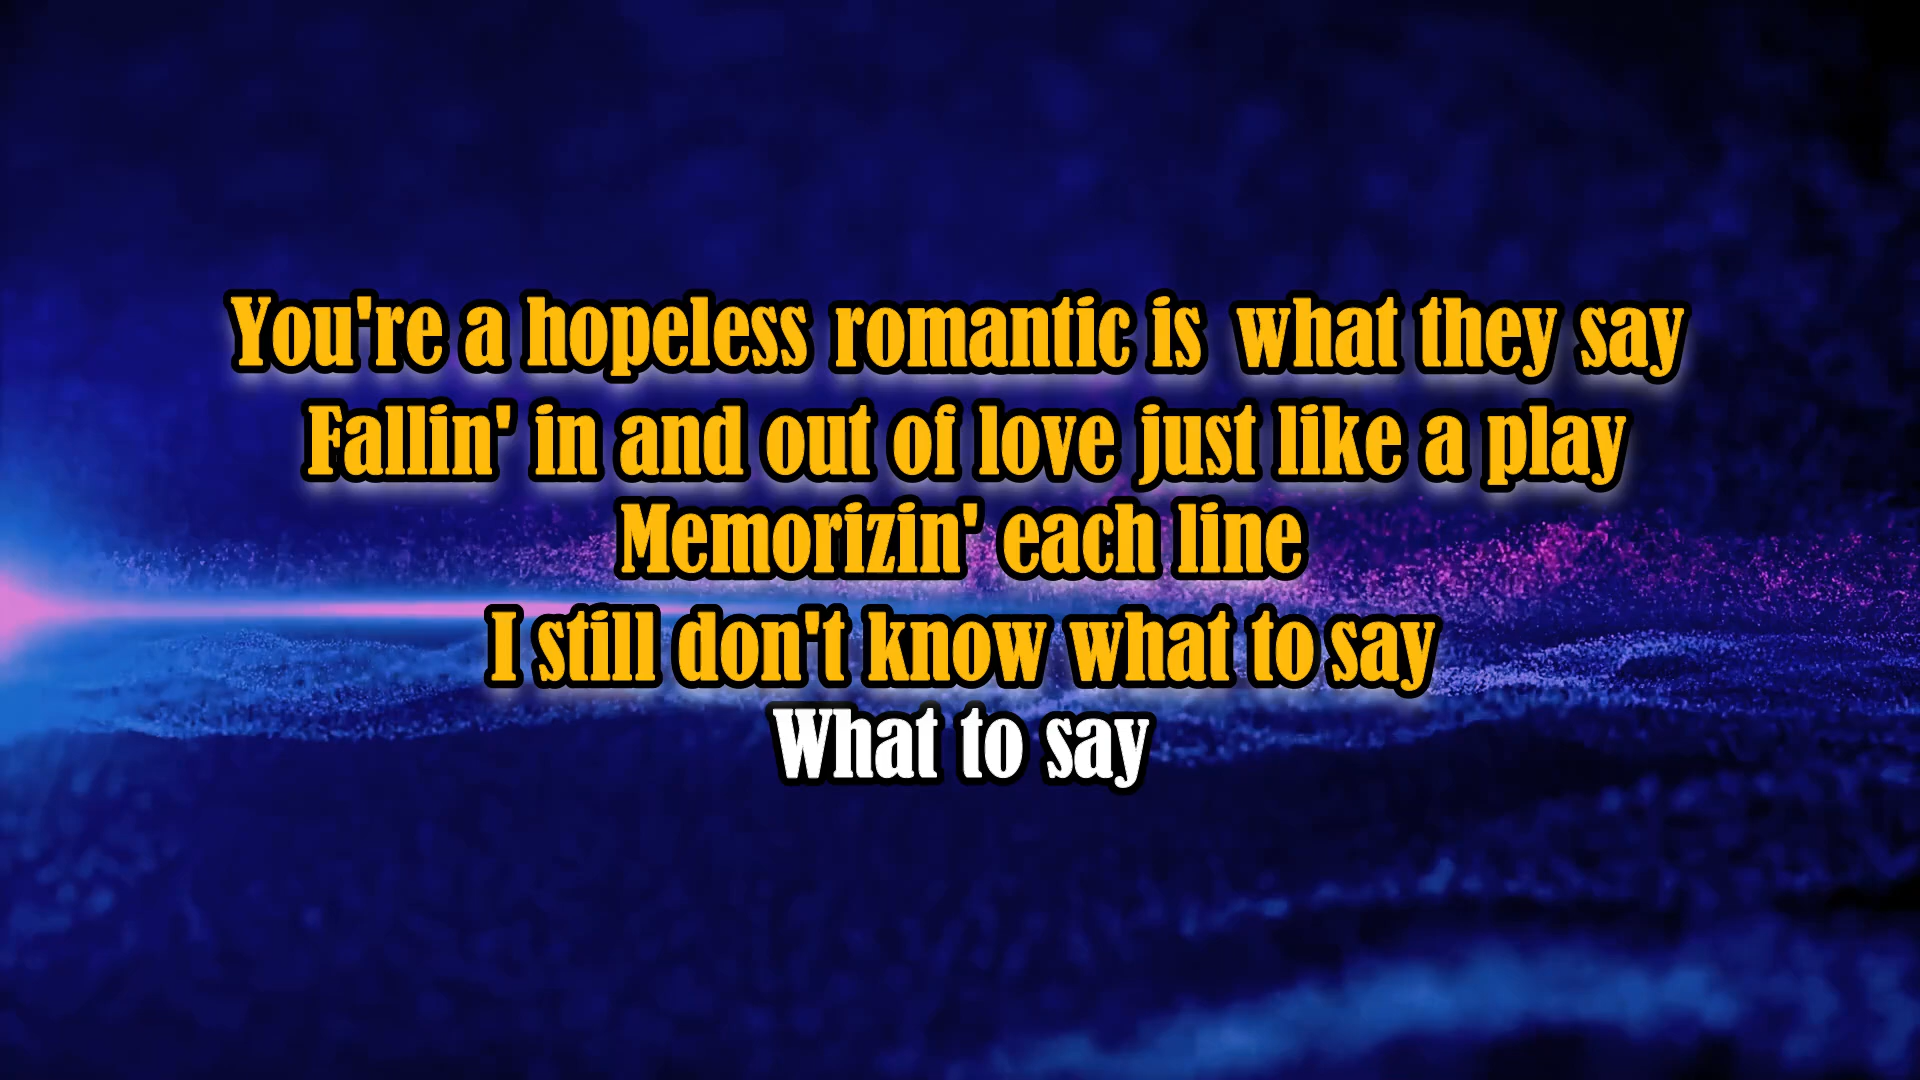 You're a hopeless romantic is what they say
Fallin' in and out of love just like a play
Memorizin' each line
I still don't know what to say
What to say